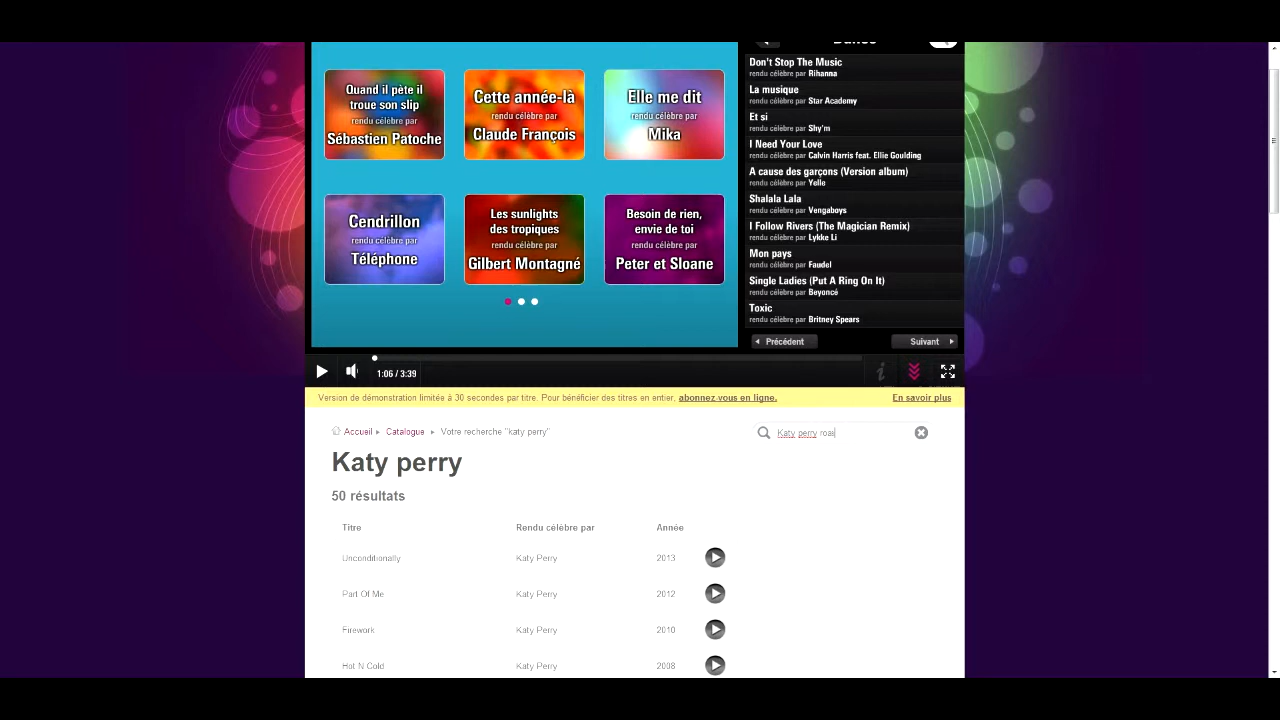 Quand il pète il
troue son slip
rendu célèbre par
Sébastien Patoche
Cette année-là
rendu célèbre par
Claude François
Elle me dit
rendu célèbre par
Mika
Cendrillon
rendu célèbre par
Téléphone
Les sunlights
des tropiques
rendu célèbre par
Gilbert Montagné
Besoin de rien,
envie de toi
rendu célèbre par
Peter et Sloane
Don't Stop The Music
rendu célèbre par Rihanna
La musique
rendu célèbre par Star Academy
Et si
rendu célèbre par Shy'm
I Need Your Love
rendu célèbre par Calvin Harris feat. Ellie Goulding
A cause des garçons (Version album)
rendu célèbre par Yelle
Shalala Lala
rendu célèbre par Vengaboys
I Follow Rivers (The Magician Remix)
rendu célèbre par Lykke Li
Mon pays
rendu célèbre par Faudel
Single Ladies (Put A Ring On It)
rendu célèbre par Beyoncé
Toxic
rendu célèbre par Britney Spears
Précédent
Suivant
1:06 / 3:39
Version de démonstration limitée à 30 secondes par titre. Pour bénéficier des titres en entier, abonnez-vous en ligne. En savoir plus
Accueil Catalogue Votre recherche "katy perry"
Katy perry roas
Katy perry
50 résultats
Titre Rendu célèbre par Année
Unconditionally Katy Perry 2013
Part Of Me Katy Perry 2012
Firework Katy Perry 2010
Hot N Cold Katy Perry 2008